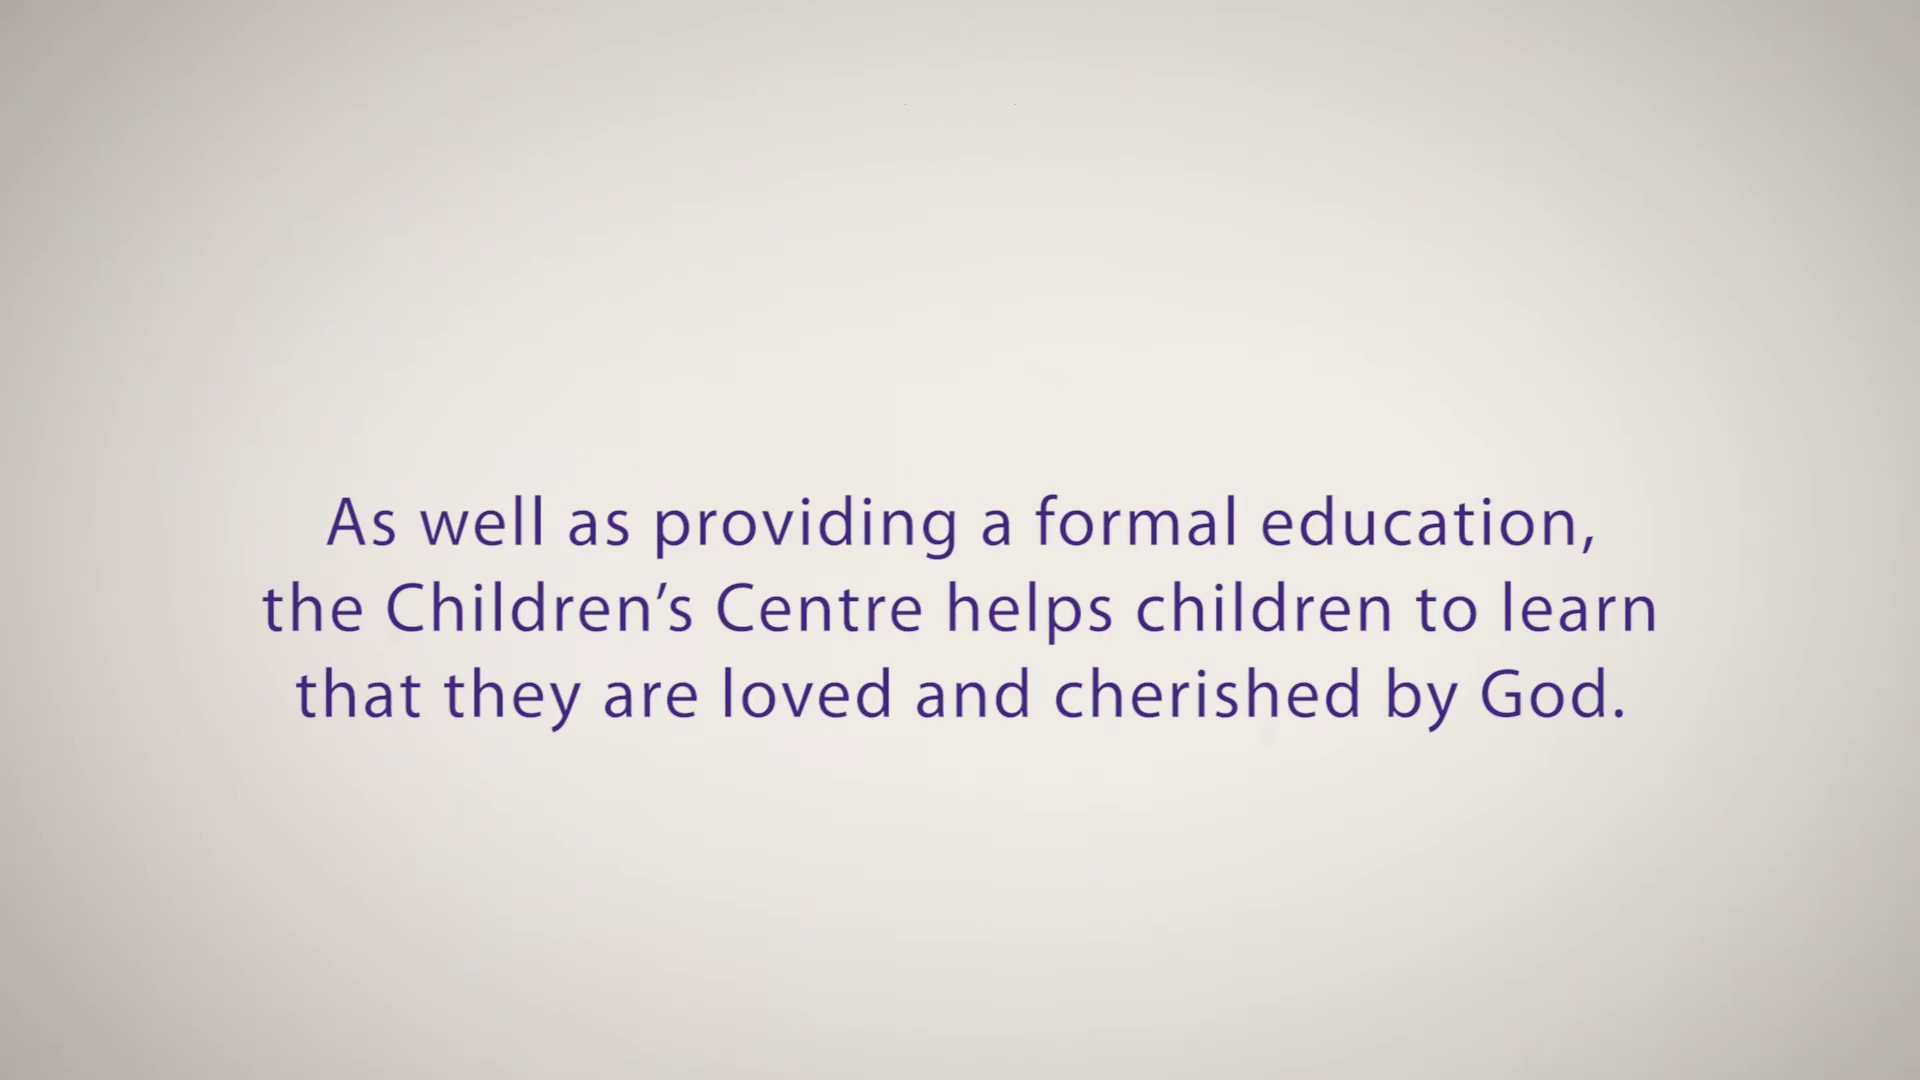 As well as providing a formal education,
the Children’s Centre helps children to learn
that they are loved and cherished by God.